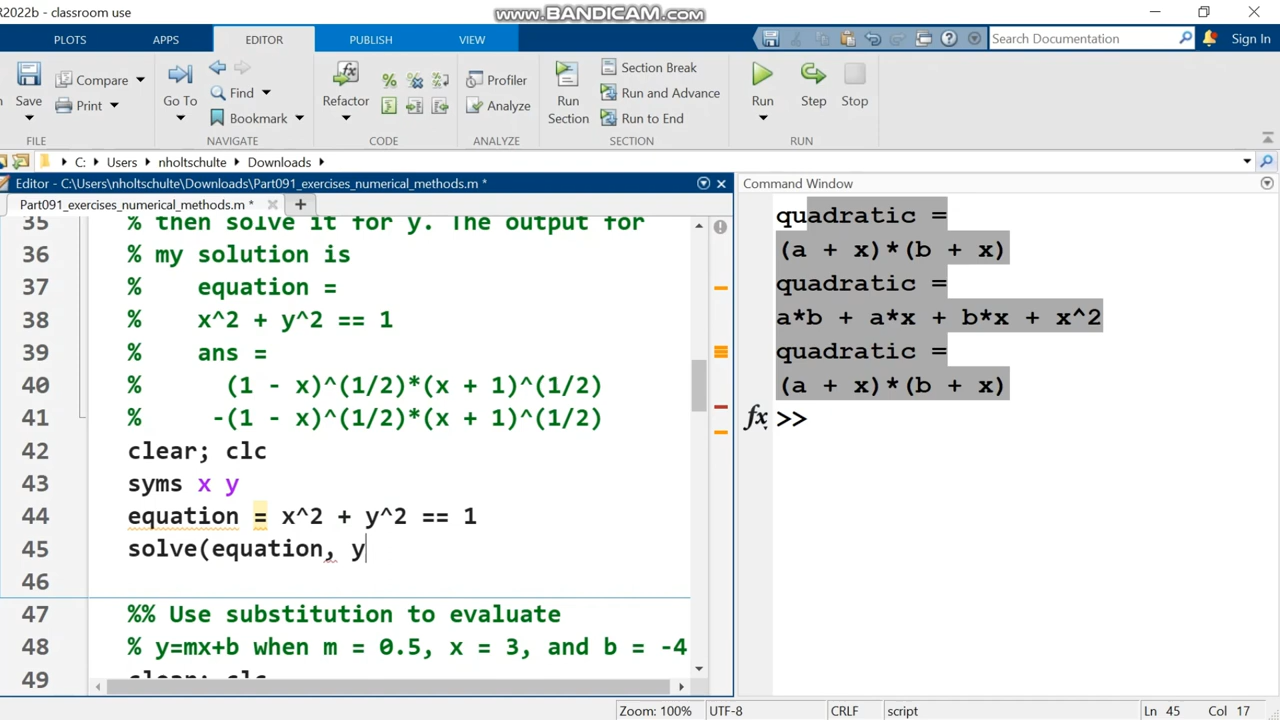 R2022b - classroom use
www.BANDICAM.com
PLOTS APPS EDITOR PUBLISH VIEW
Search Documentation Sign In
Save Compare Print
Go To Find Bookmark
Refactor
Profiler Analyze
Run Section Section Break Run and Advance Run to End
Run Step Stop
FILE NAVIGATE CODE ANALYZE SECTION RUN
C: Users nholtschulte Downloads
Editor - C:\Users\nholtschulte\Downloads\Part091_exercises_numerical_methods.m *
Part091_exercises_numerical_methods.m *
35 % then solve it for y. The output for
36 % my solution is
37 % equation =
38 % x^2 + y^2 == 1
39 % ans =
40 % (1 - x)^(1/2)*(x + 1)^(1/2)
41 % -(1 - x)^(1/2)*(x + 1)^(1/2)
42 clear; clc
43 syms x y
44 equation = x^2 + y^2 == 1
45 solve(equation, y
46
47 %% Use substitution to evaluate
48 % y=mx+b when m = 0.5, x = 3, and b = -4
49 clear; clc
Command Window
quadratic =
(a + x)*(b + x)
quadratic =
a*b + a*x + b*x + x^2
quadratic =
(a + x)*(b + x)
fx >>
Zoom: 100% UTF-8 CRLF script Ln 45 Col 17